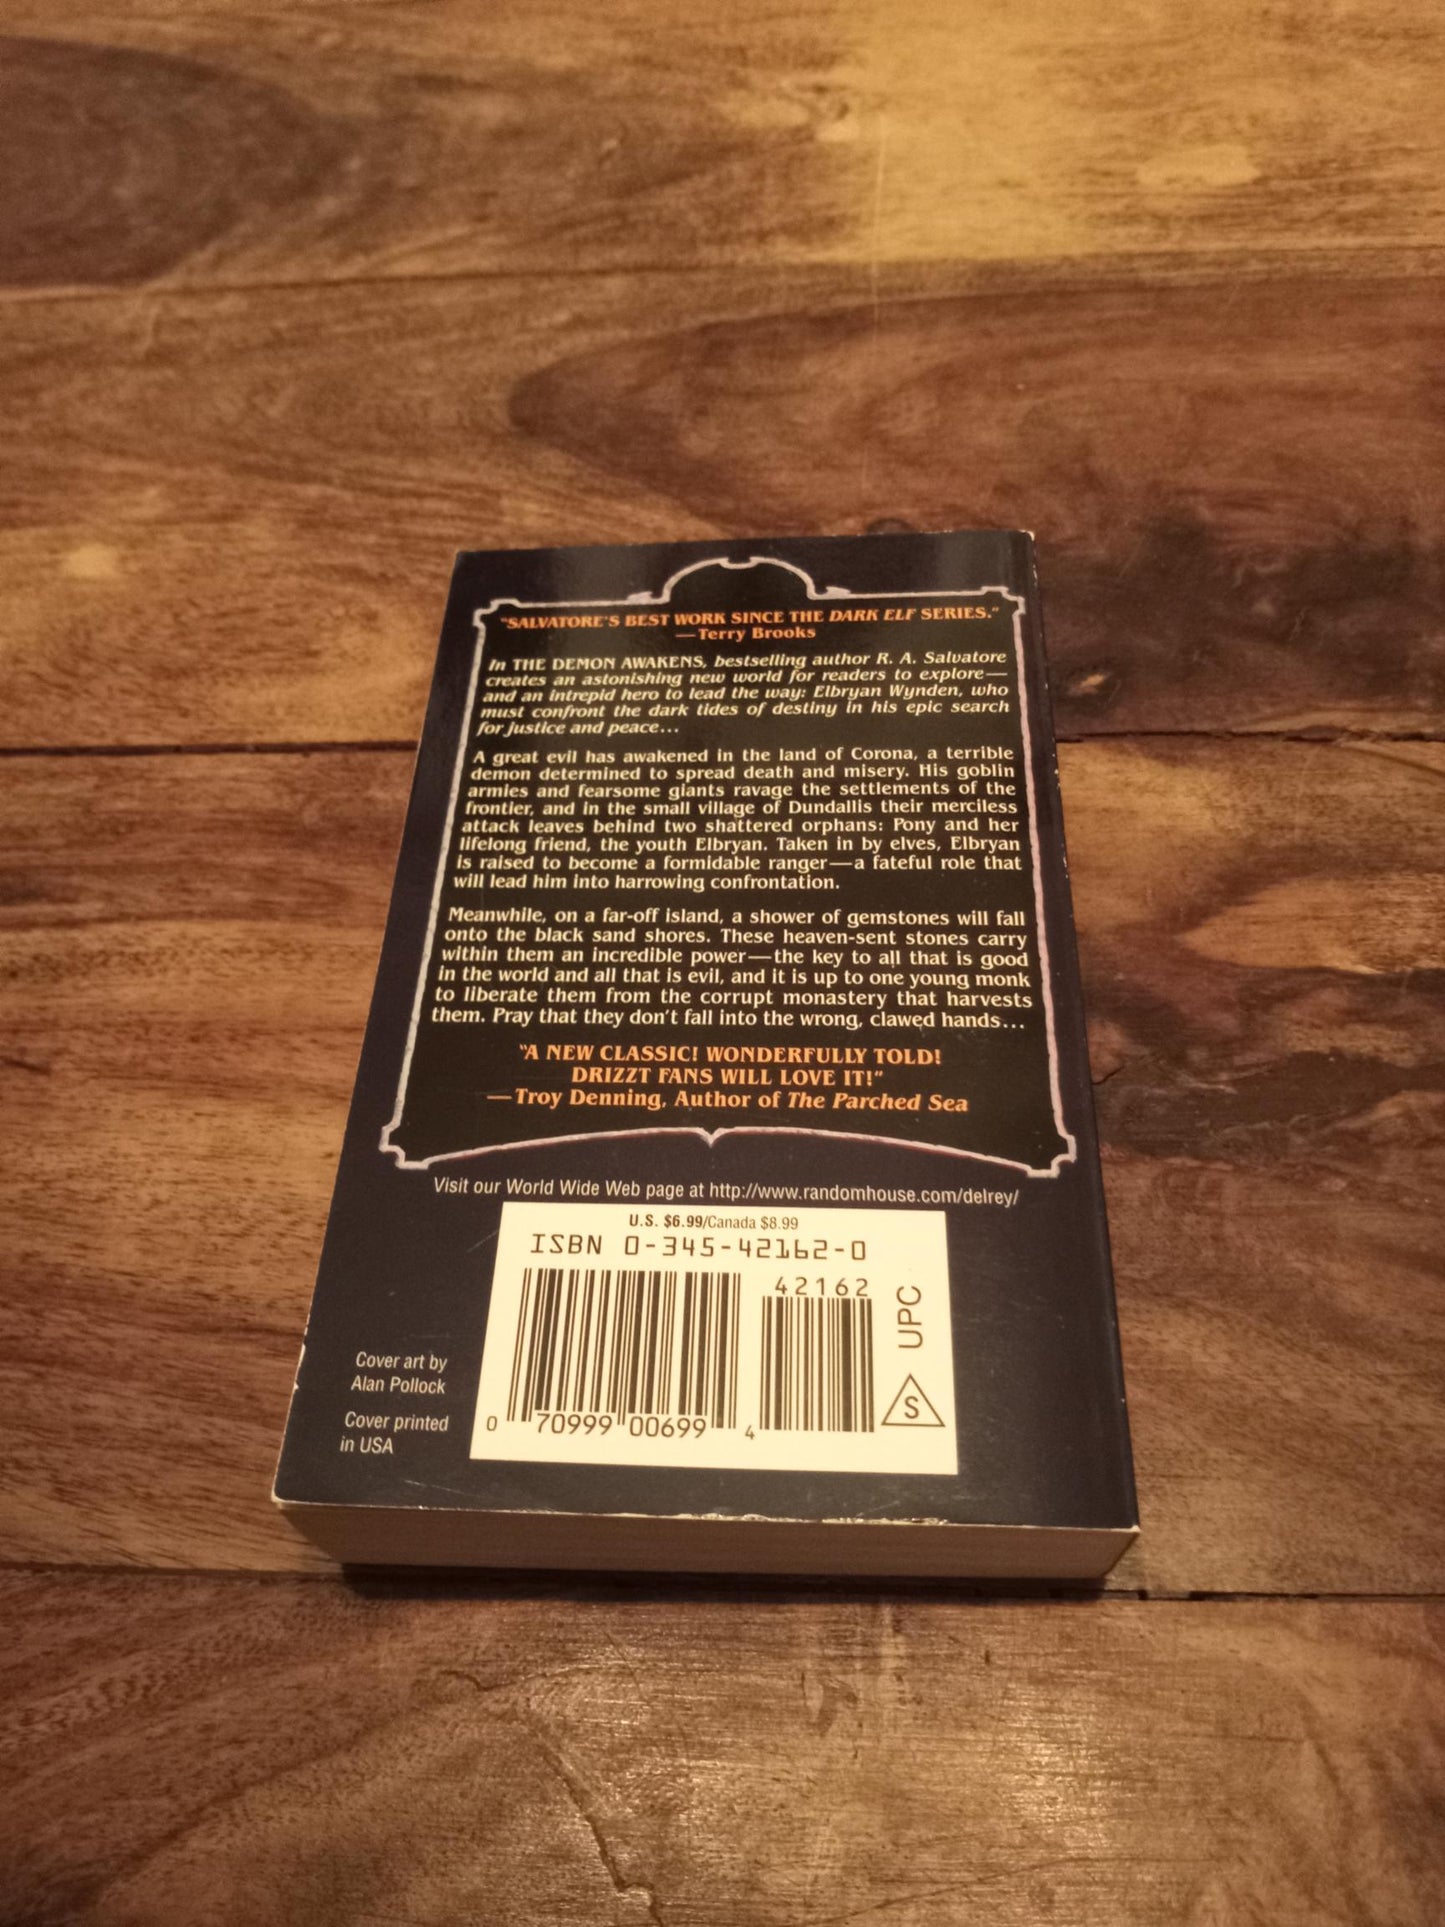 "SALVATORE'S BEST WORK SINCE THE DARK ELF SERIES."
—Terry Brooks
In THE DEMON AWAKENS, bestselling author R. A. Salvatore
creates an astonishing new world for readers to explore—
and an intrepid hero to lead the way: Elbryan Wynden, who
must confront the dark tides of destiny in his epic search
for justice and peace...
A great evil has awakened in the land of Corona, a terrible
demon determined to spread death and misery. His goblin
armies and fearsome giants ravage the settlements of the
frontier, and in the small village of Dundallis their merciless
attack leaves behind two shattered orphans: Pony and her
lifelong friend, the youth Elbryan. Taken in by elves, Elbryan
is raised to become a formidable ranger—a fateful role that
will lead him into harrowing confrontation.
Meanwhile, on a far-off island, a shower of gemstones will fall
onto the black sand shores. These heaven-sent stones carry
within them an incredible power—the key to all that is good
in the world and all that is evil, and it is up to one young monk
to liberate them from the corrupt monastery that harvests
them. Pray that they don't fall into the wrong, clawed hands...
"A NEW CLASSIC! WONDERFULLY TOLD!
DRIZZT FANS WILL LOVE IT!"
—Troy Denning, Author of The Parched Sea
Visit our World Wide Web page at http://www.randomhouse.com/delrey/
U.S. $6.99/Canada $8.99
ISBN 0-345-42162-0
42162
UPC
S
0 70999 00699 4
Cover art by
Alan Pollock
Cover printed
in USA